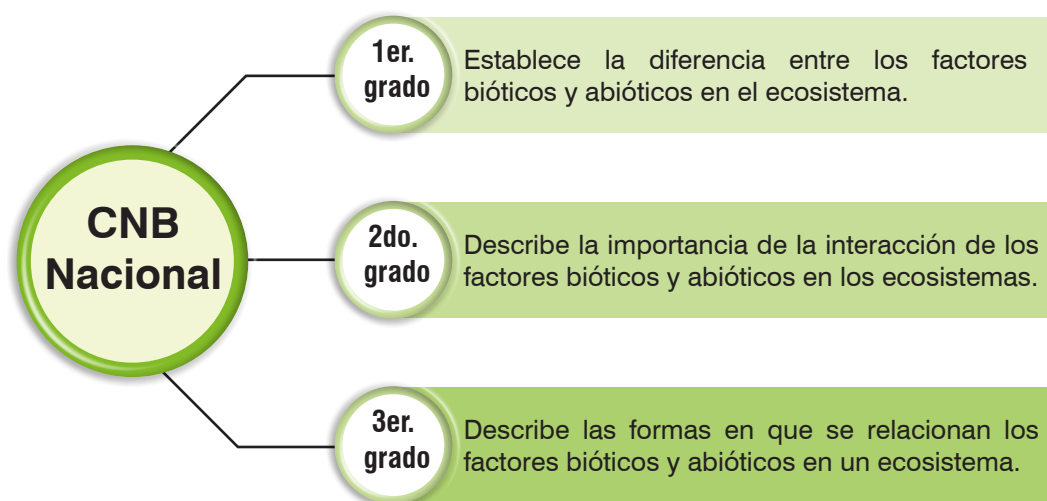 CNB
Nacional
1er.
grado
Establece la diferencia entre los factores
bióticos y abióticos en el ecosistema.
2do.
grado
Describe la importancia de la interacción de los
factores bióticos y abióticos en los ecosistemas.
3er.
grado
Describe las formas en que se relacionan los
factores bióticos y abióticos en un ecosistema.